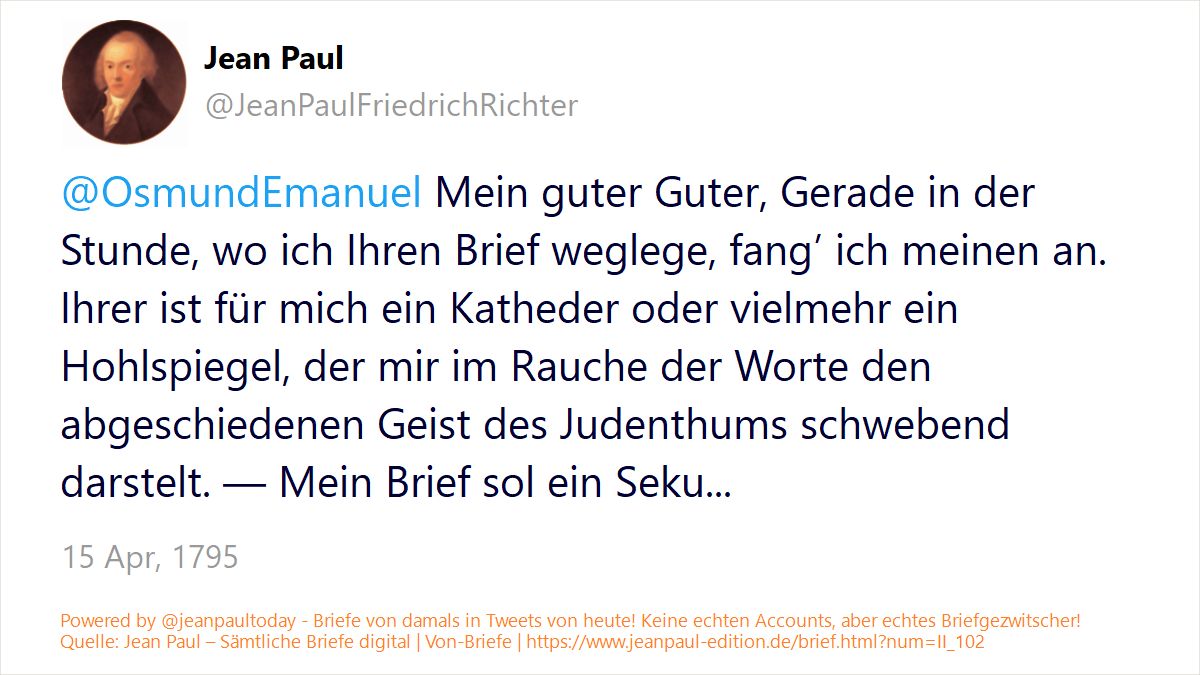 Jean Paul
@JeanPaulFriedrichRichter
@OsmundEmanuel Mein guter Guter, Gerade in der
Stunde, wo ich Ihren Brief weglege, fang’ ich meinen an.
Ihrer ist für mich ein Katheder oder vielmehr ein
Hohlspiegel, der mir im Rauche der Worte den
abgeschiedenen Geist des Judenthums schwebend
darstelt. — Mein Brief sol ein Seku...
15 Apr, 1795
Powered by @jeanpaultoday - Briefe von damals in Tweets von heute! Keine echten Accounts, aber echtes Briefgezwitscher!
Quelle: Jean Paul – Sämtliche Briefe digital | Von-Briefe | https://www.jeanpaul-edition.de/brief.html?num=II_102